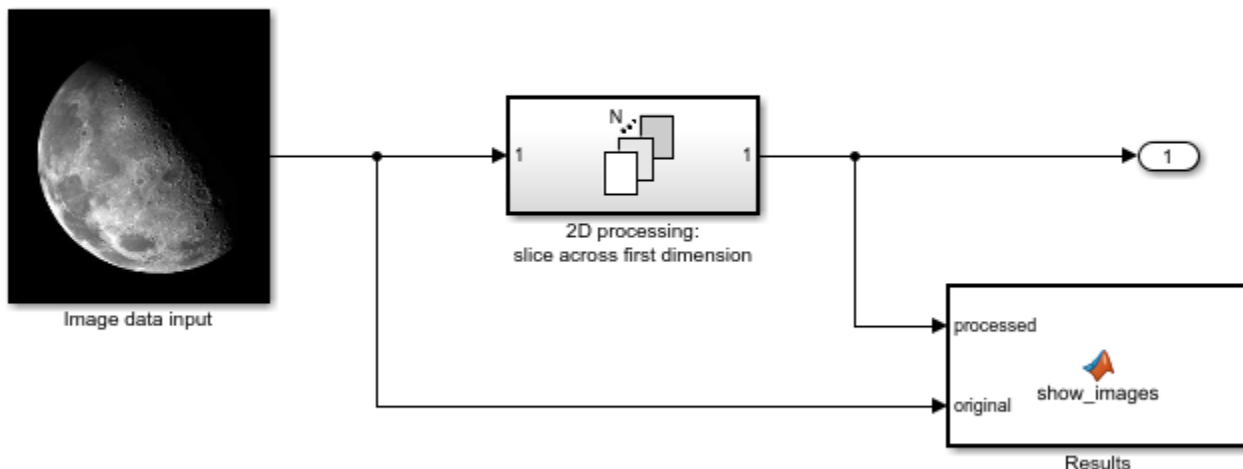 Image data input
N
1
1
2D processing:
slice across first dimension
1
processed
show_images
original
Results